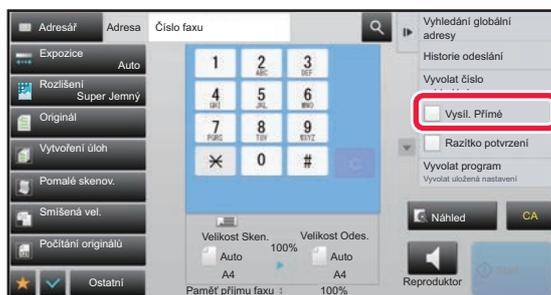 Adresář
Adresa
Číslo faxu
Expozice
Auto
Rozlišení
Super Jemný
Originál
Vytvoření úloh
Pomalé skenov.
Smíšená vel.
Počítání originálů
Ostatní
1
2
ABC
3
DEF
4
GHI
5
JKL
6
MNO
7
PQRS
8
TUV
9
WXYZ
0
#
Velikost Sken.
100%
Velikost Odes.
Auto
A4
Auto
A4
Paměť příjmu faxu :
100%
Vyhledání globální
adresy
Historie odeslání
Vyvolat číslo
Vysíl. Přímé
Razítko potvrzení
Vyvolat program
Vyvolat uložená nastavení
Náhled
CA
Reproduktor
Start